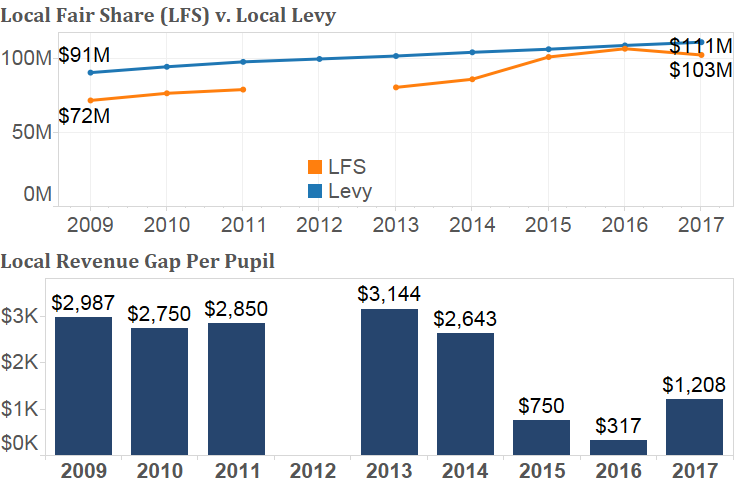 Local Fair Share (LFS) v. Local Levy
100M
$91M
$111M
$103M
$72M
50M
LFS
Levy
0M
2009 2010 2011 2012 2013 2014 2015 2016 2017
Local Revenue Gap Per Pupil
$3K
$2,987
$2,750
$2,850
$3,144
$2,643
$2K
$1K
$750
$317
$1,208
$0K
2009 2010 2011 2012 2013 2014 2015 2016 2017